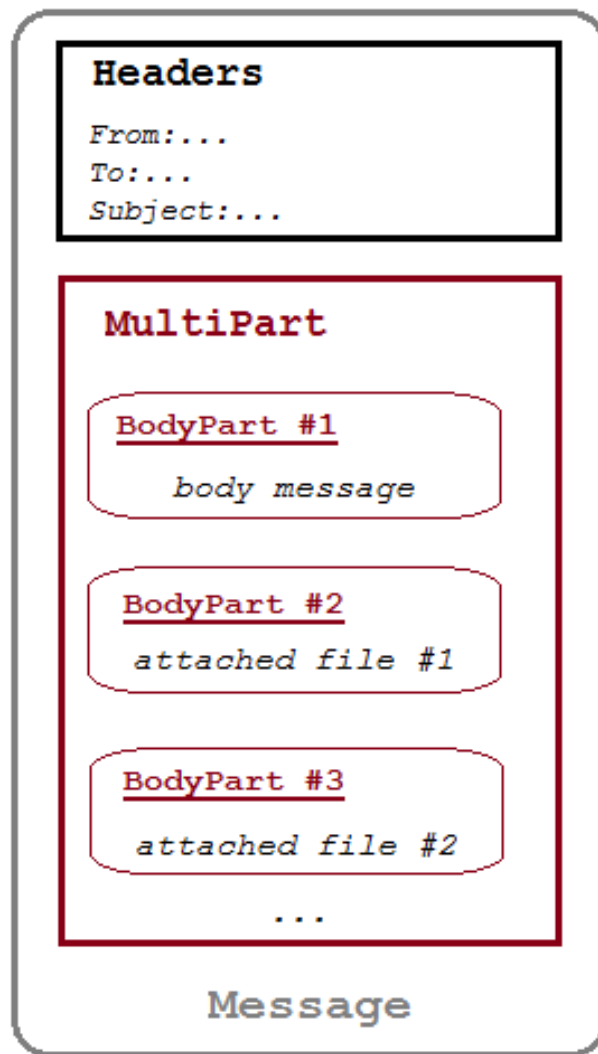 Headers
From:...
To:...
Subject:...
MultiPart
BodyPart #1
body message
BodyPart #2
attached file #1
BodyPart #3
attached file #2
...
Message